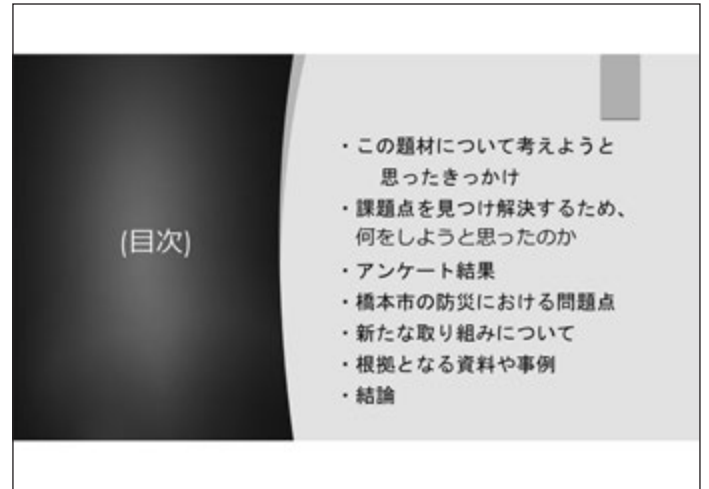 (目次)
・この題材について考えようと
思ったきっかけ
・課題点を見つけ解決するため、
何をしようと思ったのか
・アンケート結果
・橋本市の防災における問題点
・新たな取り組みについて
・根拠となる資料や事例
・結論